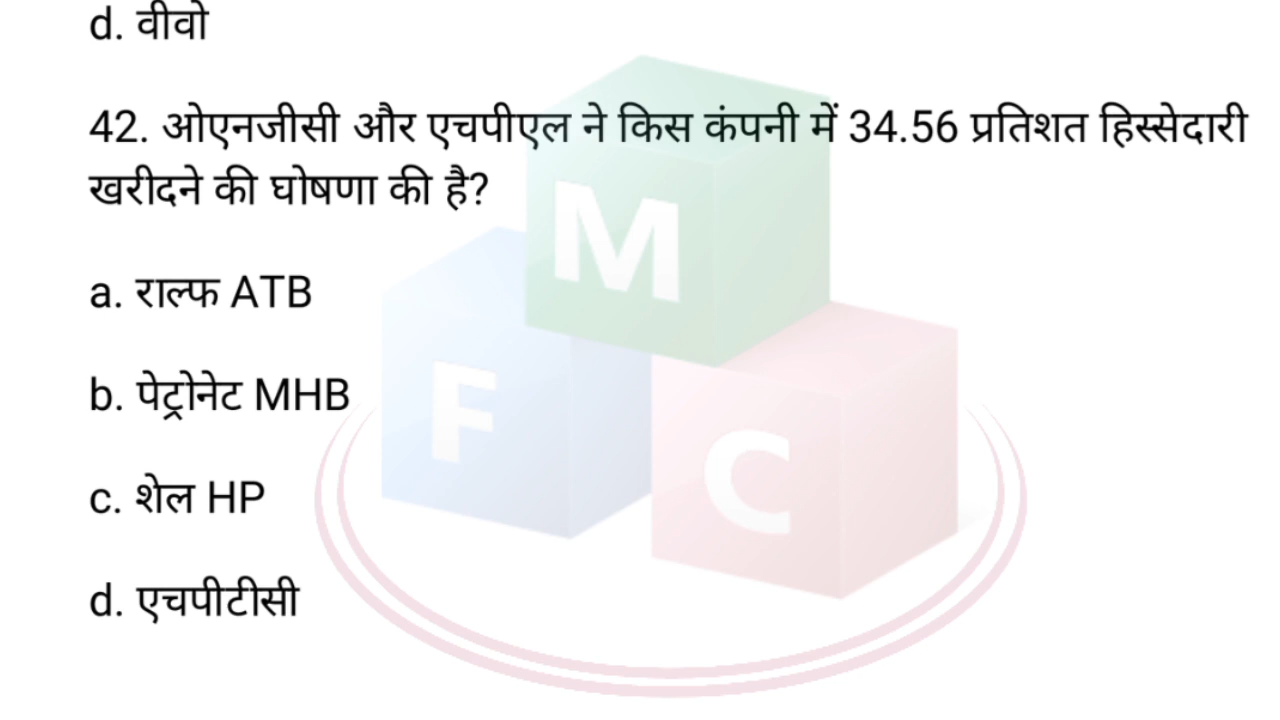 d. वीवो
42. ओएनजीसी और एचपीएल ने किस कंपनी में 34.56 प्रतिशत हिस्सेदारी
खरीदने की घोषणा की है?
a. राल्फ ATB
b. पेट्रोनेट MHB
c. शेल HP
d. एचपीटीसी
M
F
C